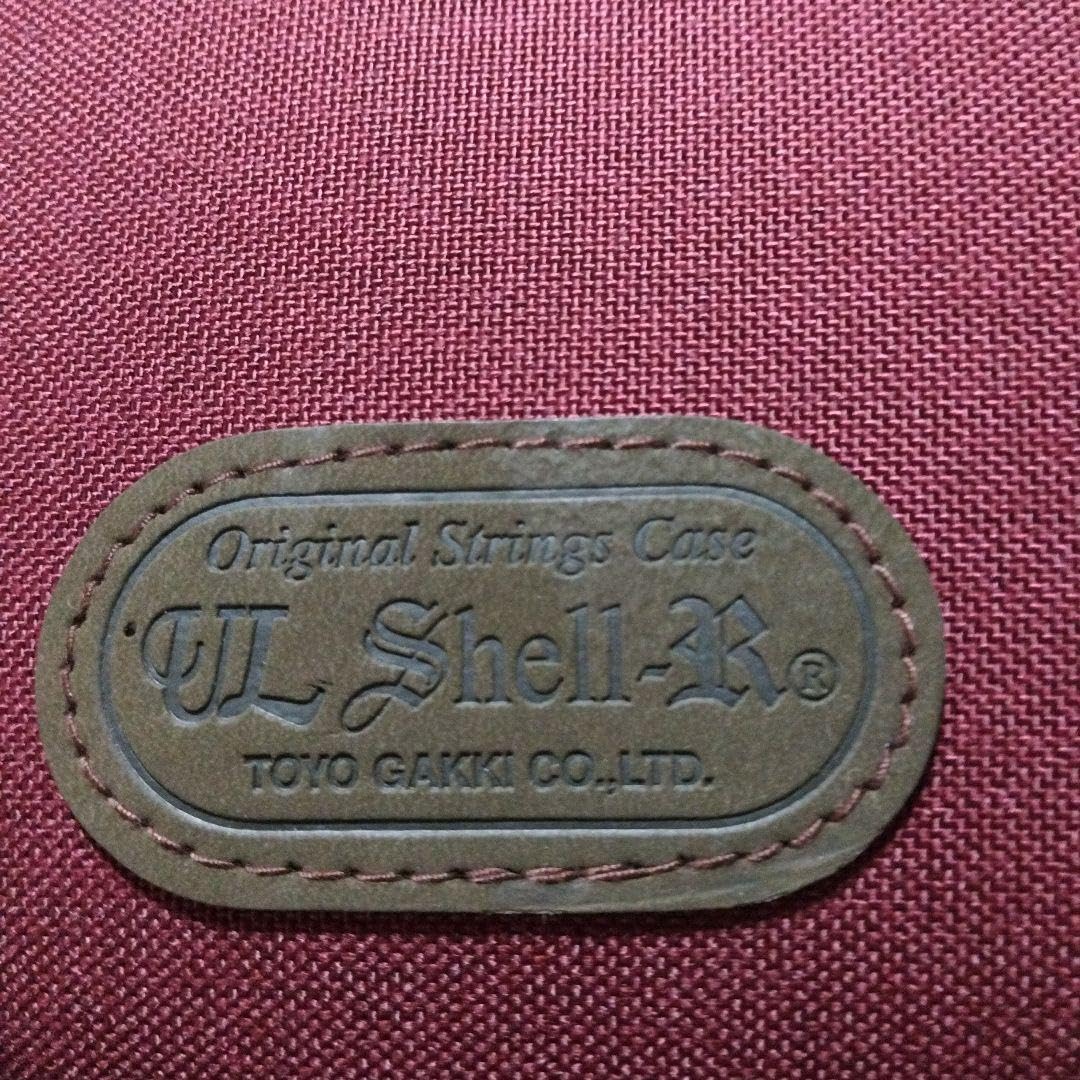 Original Strings Case
UL Shell-R®
TOYO GAKKI CO.,LTD.